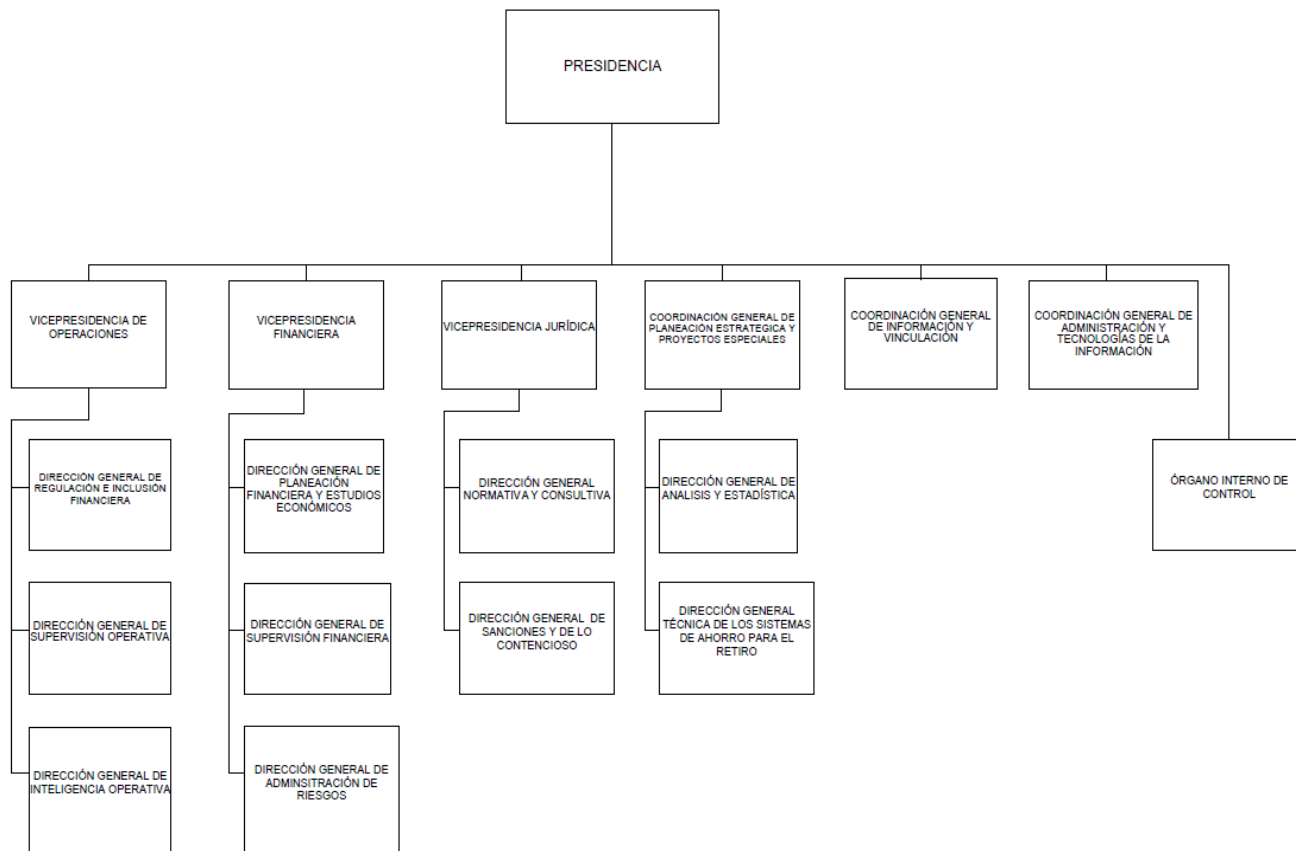 PRESIDENCIA
VICEPRESIDENCIA DE
OPERACIONES
VICEPRESIDENCIA
FINANCIERA
VICEPRESIDENCIA JURÍDICA
COORDINACIÓN GENERAL DE
PLANEACIÓN ESTRATEGICA Y
PROYECTOS ESPECIALES
COORDINACIÓN GENERAL
DE INFORMACIÓN Y
VINCULACIÓN
COORDINACIÓN GENERAL DE
ADMINISTRACIÓN Y
TECNOLOGÍAS DE LA
INFORMACIÓN
DIRECCIÓN GENERAL DE
REGULACIÓN E INCLUSIÓN
FINANCIERA
DIRECCIÓN GENERAL DE
PLANEACIÓN
FINANCIERA Y ESTUDIOS
ECONÓMICOS
DIRECCIÓN GENERAL
NORMATIVA Y CONSULTIVA
DIRECCIÓN GENERAL DE
ANALISIS Y ESTADÍSTICA
ÓRGANO INTERNO DE
CONTROL
DIRECCIÓN GENERAL DE
SUPERVISIÓN OPERATIVA
DIRECCIÓN GENERAL DE
SUPERVISIÓN FINANCIERA
DIRECCIÓN GENERAL DE
SANCIONES Y DE LO
CONTENCIOSO
DIRECCIÓN GENERAL
TÉCNICA DE LOS SISTEMAS
DE AHORRO PARA EL
RETIRO
DIRECCIÓN GENERAL DE
INTELIGENCIA OPERATIVA
DIRECCIÓN GENERAL DE
ADMINSITRACIÓN DE
RIESGOS